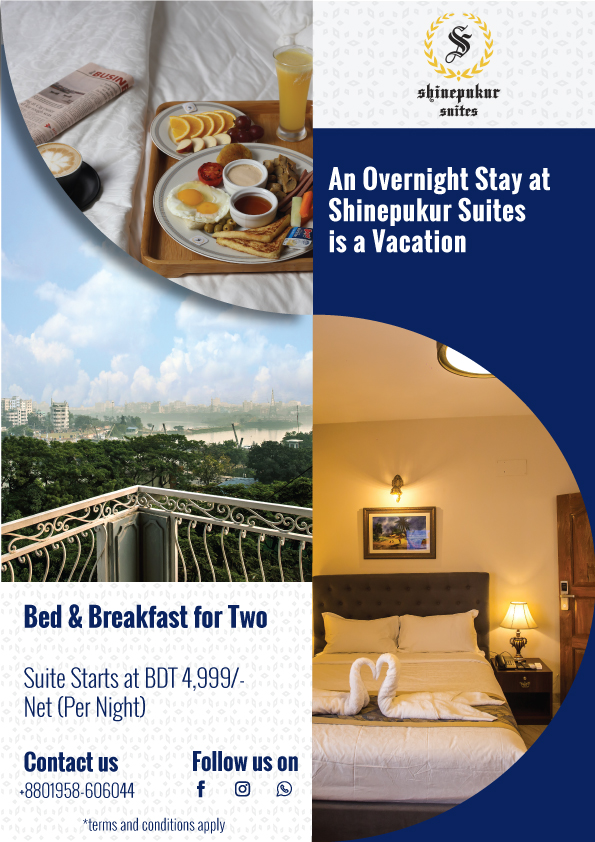 BUSIN
S
shinepukur
suites
An Overnight Stay at
Shinepukur Suites
is a Vacation
Bed & Breakfast for Two
Suite Starts at BDT 4,999/-
Net (Per Night)
Contact us
+8801958-606044
Follow us on
*terms and conditions apply